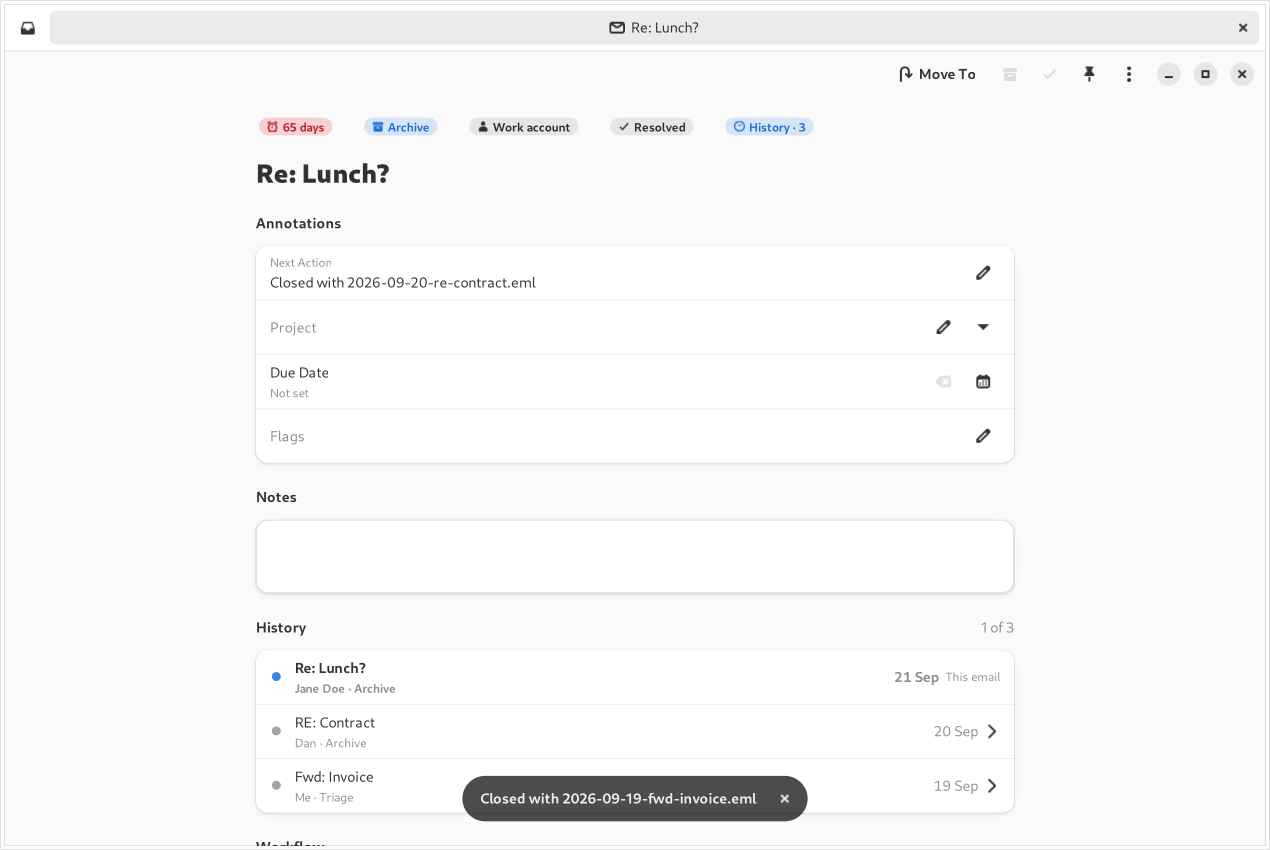 Re: Lunch?
Move To
65 days
Archive
Work account
Resolved
History · 3
Re: Lunch?
Annotations
Next Action
Closed with 2026-09-20-re-contract.eml
Project
Due Date
Not set
Flags
Notes
History
1 of 3
Re: Lunch?
Jane Doe · Archive
21 Sep This email
RE: Contract
Dan · Archive
20 Sep
Fwd: Invoice
Me · Triage
19 Sep
Closed with 2026-09-19-fwd-invoice.eml
Workflow